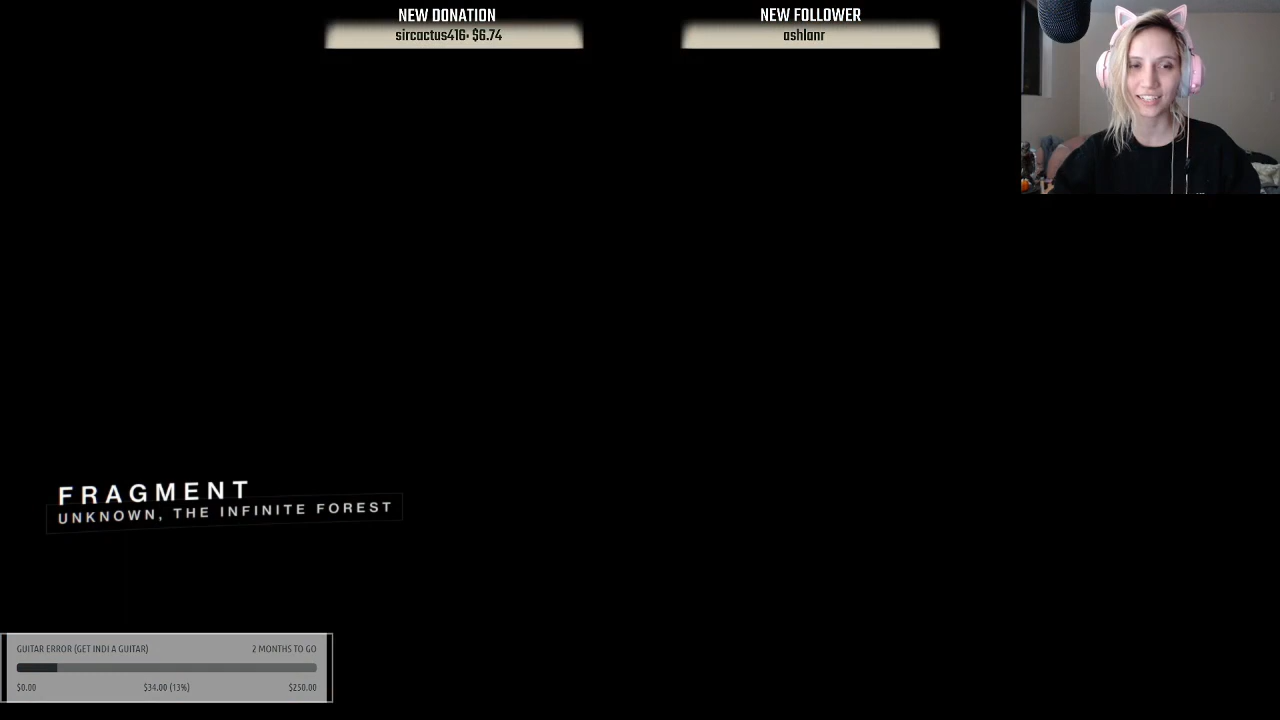 NEW DONATION
sircactus416• $6.74
NEW FOLLOWER
ashlanr
FRAGMENT
UNKNOWN, THE INFINITE FOREST
GUITAR ERROR (GET INDI A GUITAR)
2 MONTHS TO GO
$0.00
$34.00 (13%)
$250.00